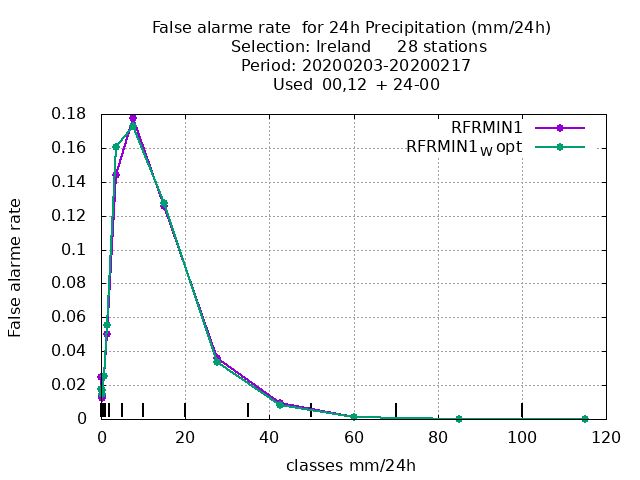 False alarme rate  for 24h Precipitation (mm/24h)
Selection: Ireland     28 stations
Period: 20200203-20200217
Used  00,12  + 24-00
RFRMIN1
RFRMIN1W opt
False alarme rate
0.18
0.16
0.14
0.12
0.1
0.08
0.06
0.04
0.02
0
0 20 40 60 80 100 120
classes mm/24h